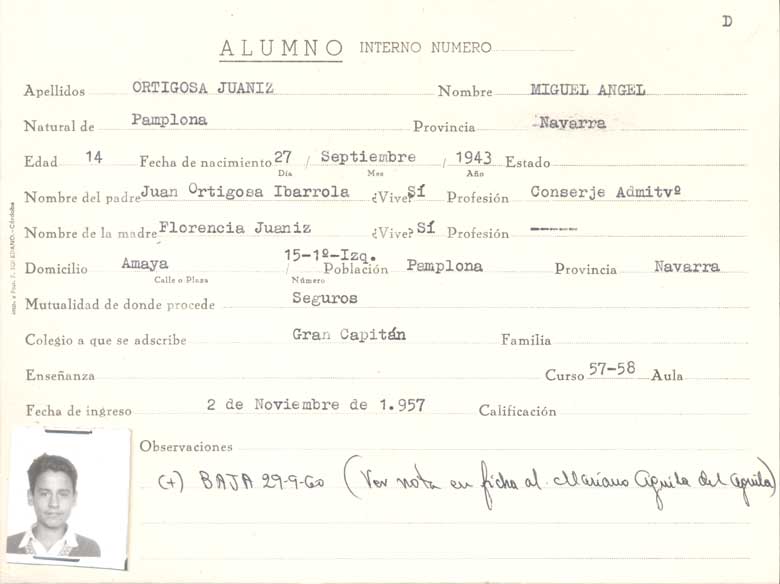 D
ALUMNO INTERNO NUMERO
Apellidos ORTIGOSA JUANIZ Nombre MIGUEL ANGEL
Natural de Pamplona Provincia Navarra
Edad 14 Fecha de nacimiento 27 / Septiembre / 1943 Estado
Día Mes Año
Nombre del padre Juan Ortigosa Ibarrola ¿Vive? Sí Profesión Conserje Admitvº
Nombre de la madre Florencia Juaniz ¿Vive? Sí Profesión ----
Domicilio Amaya / 15-1º-Izq. Población Pamplona Provincia Navarra
Calle o Plaza Número
Mutualidad de donde procede Seguros
Colegio a que se adscribe Gran Capitán Familia
Enseñanza Curso 57-58 Aula
Fecha de ingreso 2 de Noviembre de 1.957 Calificación
Observaciones
(+) BAJA 29-9-60 (Ver nota en ficha al. Mariano Aguila del Aguila)
Córdoba